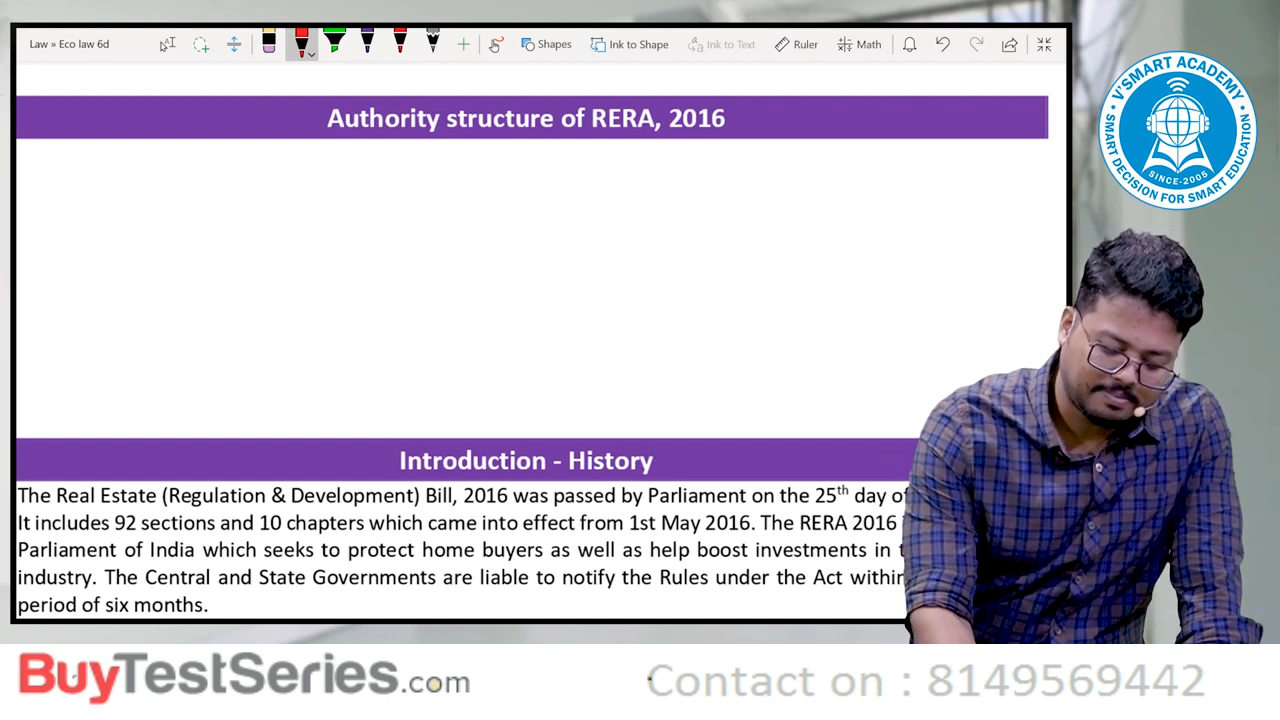 Law » Eco law 6d
Shapes
Ink to Shape
Ink to Text
Ruler
Math
Authority structure of RERA, 2016
V'SMART ACADEMY
SINCE-2005
SMART DECISION FOR SMART EDUCATION
Introduction - History
The Real Estate (Regulation & Development) Bill, 2016 was passed by Parliament on the 25th day of
It includes 92 sections and 10 chapters which came into effect from 1st May 2016. The RERA 2016
Parliament of India which seeks to protect home buyers as well as help boost investments in
industry. The Central and State Governments are liable to notify the Rules under the Act within
period of six months.
BuyTestSeries.com
Contact on : 8149569442